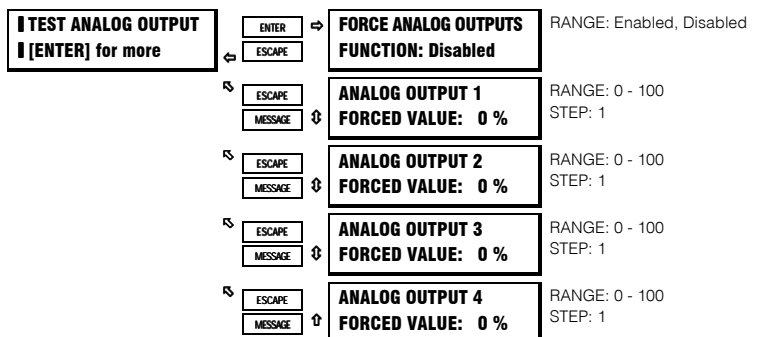 TEST ANALOG OUTPUT
[ENTER] for more
ENTER
ESCAPE
FORCE ANALOG OUTPUTS
FUNCTION: Disabled
RANGE: Enabled, Disabled
ESCAPE
MESSAGE
ANALOG OUTPUT 1
FORCED VALUE: 0 %
RANGE: 0 - 100
STEP: 1
ESCAPE
MESSAGE
ANALOG OUTPUT 2
FORCED VALUE: 0 %
RANGE: 0 - 100
STEP: 1
ESCAPE
MESSAGE
ANALOG OUTPUT 3
FORCED VALUE: 0 %
RANGE: 0 - 100
STEP: 1
ESCAPE
MESSAGE
ANALOG OUTPUT 4
FORCED VALUE: 0 %
RANGE: 0 - 100
STEP: 1